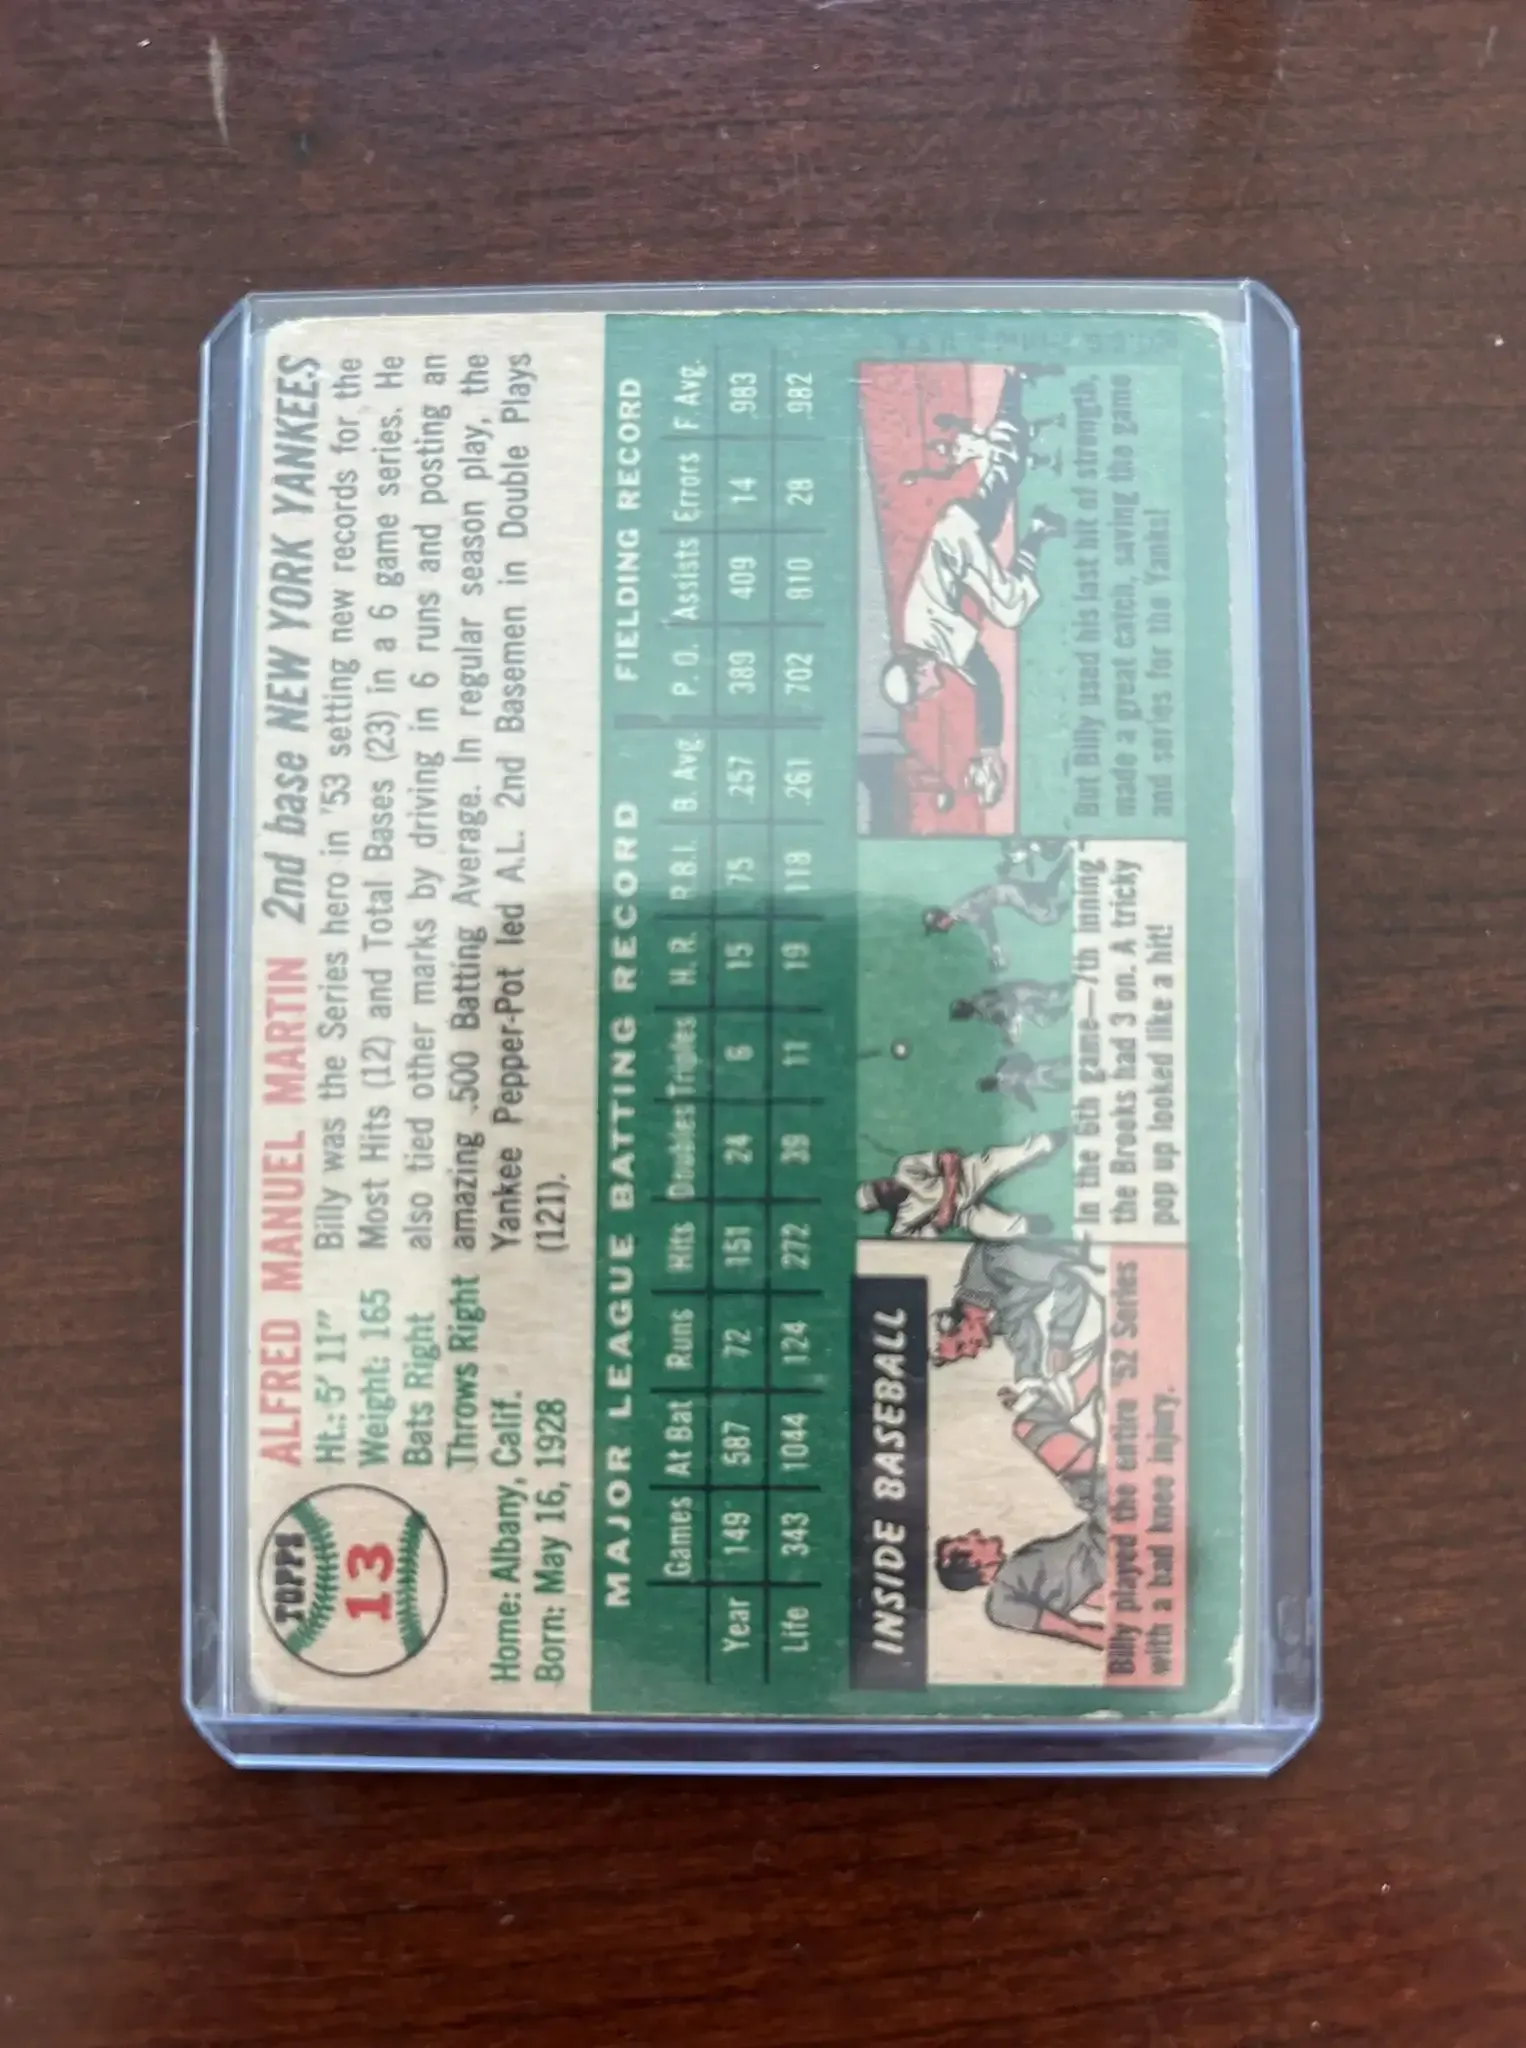 TOPPS
13
ALFRED MANUEL MARTIN 2nd base NEW YORK YANKEES
Ht.: 5' 11"
Weight: 165
Bats Right
Throws Right
Home: Albany, Calif.
Born: May 16, 1928
Billy was the Series hero in '53 setting new records for the
Most Hits (12) and Total Bases (23) in a 6 game series. He
also tied other marks by driving in 6 runs and posting an
amazing .500 Batting Average. In regular season play, the
Yankee Pepper-Pot led A.L. 2nd Basemen in Double Plays
(121).
MAJOR LEAGUE BATTING RECORD FIELDING RECORD
Games At Bat Runs Hits Doubles Triples H. R. R.B.I. B. Avg. P. O. Assists Errors F. Avg.
Year 149 587 72 151 24 6 15 75 .257 389 409 14 .983
Life 343 1044 124 272 39 11 19 118 .261 702 810 28 .982
INSIDE BASEBALL
Billy played the entire '52 Series
with a bad knee injury.
In the 6th game—7th inning
the Brooks had 3 on. A tricky
pop up looked like a hit!
But Billy used his last bit of strength,
made a great catch, saving the game
and series for the Yanks!